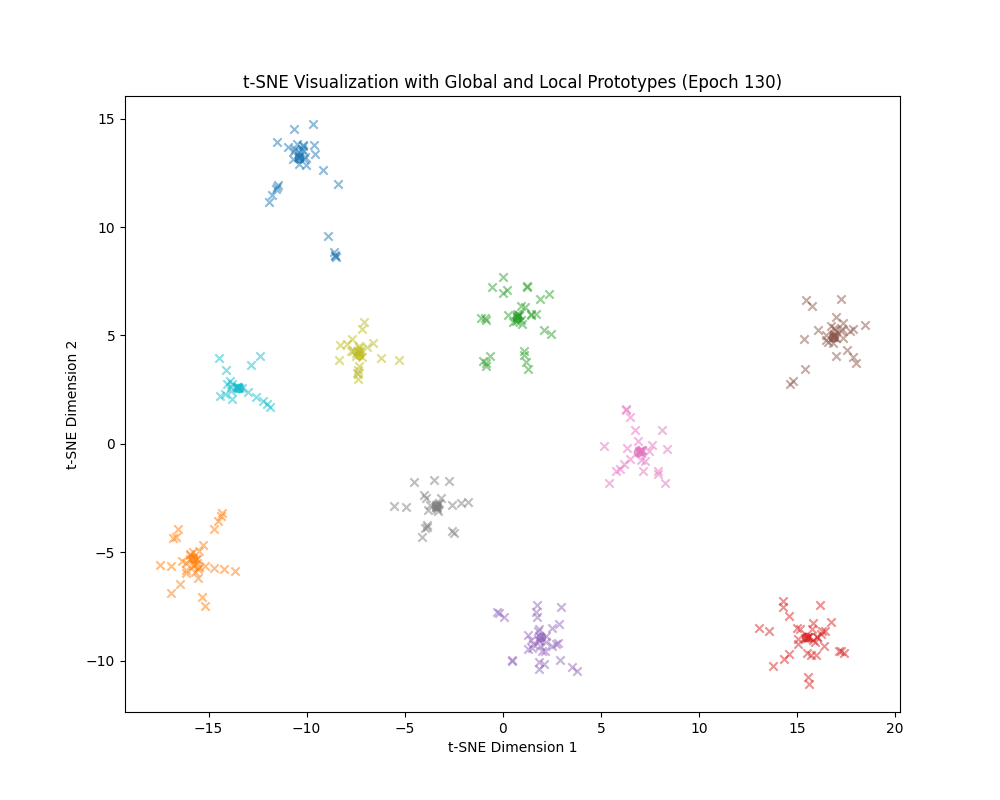 t-SNE Visualization with Global and Local Prototypes (Epoch 130)
15
10
5
0
−5
−10
t-SNE Dimension 2
−15 −10 −5 0 5 10 15 20
t-SNE Dimension 1